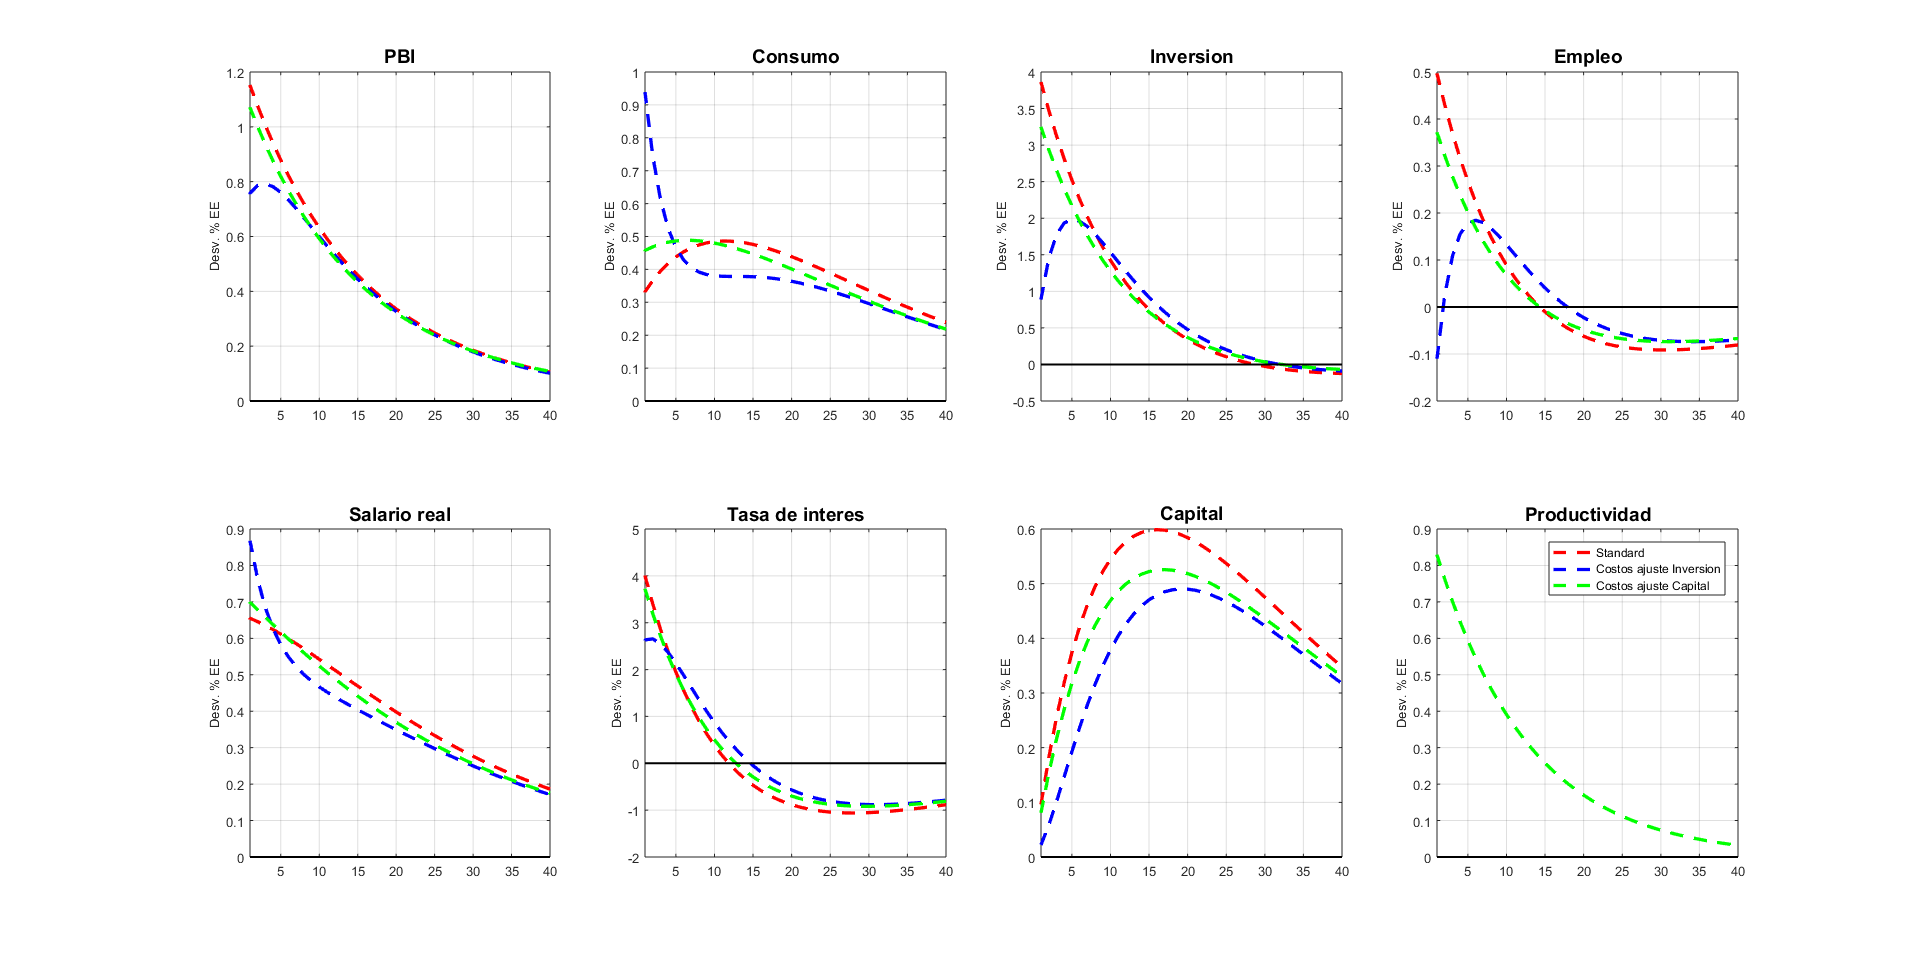 PBI
Desv. % EE
1.2
1
0.8
0.6
0.4
0.2
0
5 10 15 20 25 30 35 40
Consumo
Desv. % EE
1
0.9
0.8
0.7
0.6
0.5
0.4
0.3
0.2
0.1
0
5 10 15 20 25 30 35 40
Inversion
Desv. % EE
4
3.5
3
2.5
2
1.5
1
0.5
0
-0.5
5 10 15 20 25 30 35 40
Empleo
Desv. % EE
0.5
0.4
0.3
0.2
0.1
0
-0.1
-0.2
5 10 15 20 25 30 35 40
Salario real
Desv. % EE
0.9
0.8
0.7
0.6
0.5
0.4
0.3
0.2
0.1
0
5 10 15 20 25 30 35 40
Tasa de interes
Desv. % EE
5
4
3
2
1
0
-1
-2
5 10 15 20 25 30 35 40
Capital
Desv. % EE
0.6
0.5
0.4
0.3
0.2
0.1
0
5 10 15 20 25 30 35 40
Productividad
Desv. % EE
0.9
0.8
0.7
0.6
0.5
0.4
0.3
0.2
0.1
0
5 10 15 20 25 30 35 40
Standard
Costos ajuste Inversion
Costos ajuste Capital